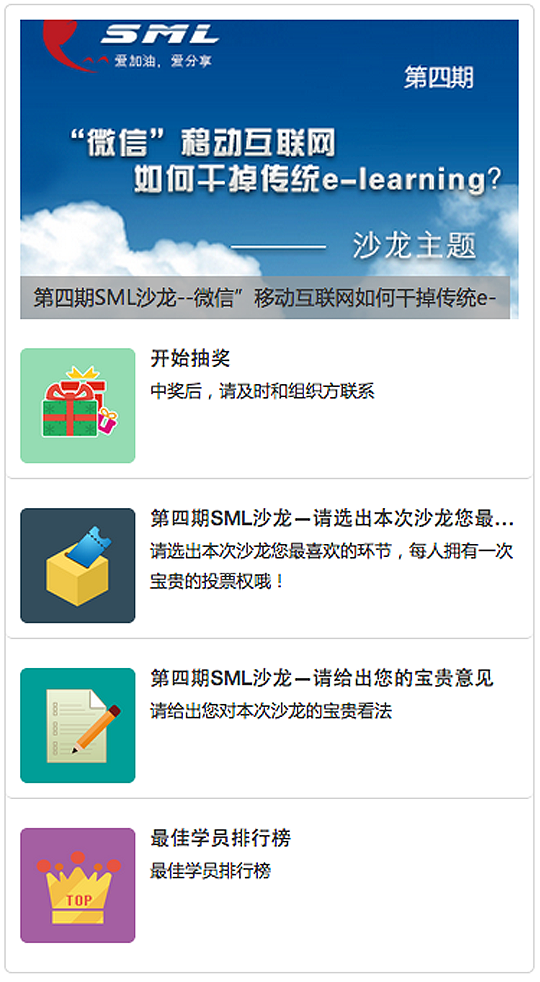 SML
爱加油，爱分享
第四期
“微信”移动互联网
如何干掉传统e-learning?
沙龙主题
第四期SML沙龙--微信”移动互联网如何干掉传统e-
开始抽奖
中奖后，请及时和组织方联系
第四期SML沙龙—请选出本次沙龙您最...
请选出本次沙龙您最喜欢的环节，每人拥有一次
宝贵的投票权哦！
第四期SML沙龙—请给出您的宝贵意见
请给出您对本次沙龙的宝贵看法
最佳学员排行榜
最佳学员排行榜
TOP